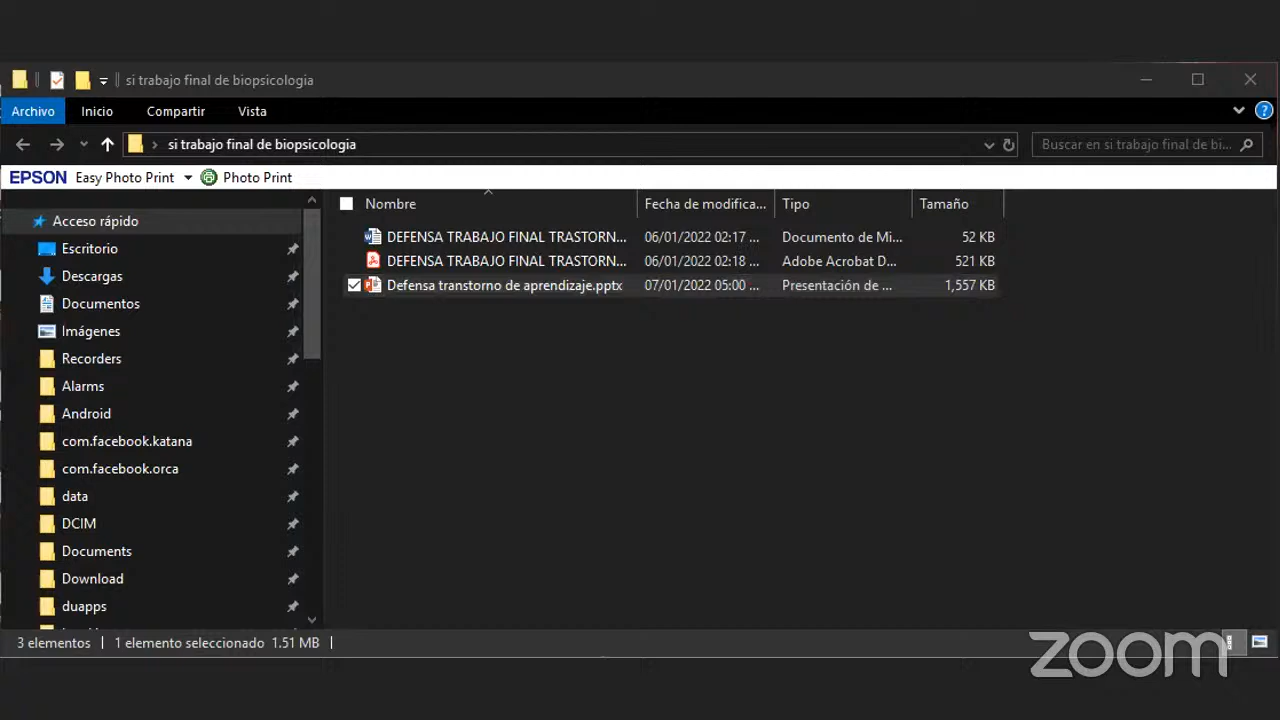 si trabajo final de biopsicologia
Archivo Inicio Compartir Vista
si trabajo final de biopsicologia Buscar en si trabajo final de bi...
EPSON Easy Photo Print Photo Print
Nombre Fecha de modifica... Tipo Tamaño
Acceso rápido
Escritorio
Descargas
Documentos
Imágenes
Recorders
Alarms
Android
com.facebook.katana
com.facebook.orca
data
DCIM
Documents
Download
duapps
DEFENSA TRABAJO FINAL TRASTORN... 06/01/2022 02:17 ... Documento de Mi... 52 KB
DEFENSA TRABAJO FINAL TRASTORN... 06/01/2022 02:18 ... Adobe Acrobat D... 521 KB
Defensa transtorno de aprendizaje.pptx 07/01/2022 05:00 ... Presentación de ... 1,557 KB
3 elementos 1 elemento seleccionado 1.51 MB
zoom